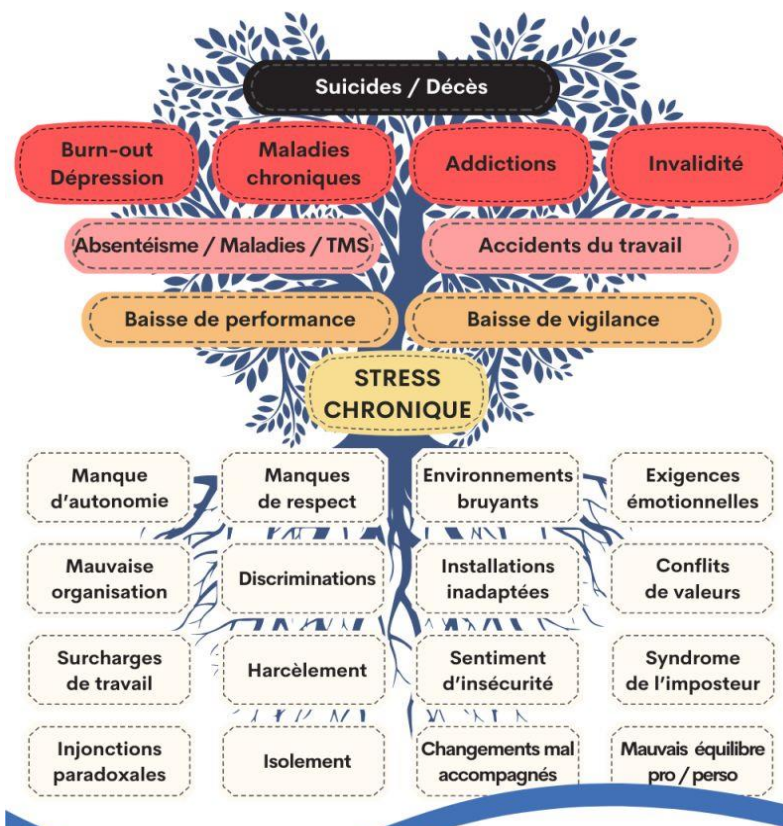 Suicides / Décès
Burn-out
Dépression
Maladies
chroniques
Addictions
Invalidité
Absentéisme / Maladies / TMS
Accidents du travail
Baisse de performance
Baisse de vigilance
STRESS
CHRONIQUE
Manque
d'autonomie
Manques
de respect
Environnements
bruyants
Exigences
émotionnelles
Mauvaise
organisation
Discriminations
Installations
inadaptées
Conflits
de valeurs
Surcharges
de travail
Harcèlement
Sentiment
d'insécurité
Syndrome
de l'imposteur
Injonctions
paradoxales
Isolement
Changements mal
accompagnés
Mauvais équilibre
pro / perso